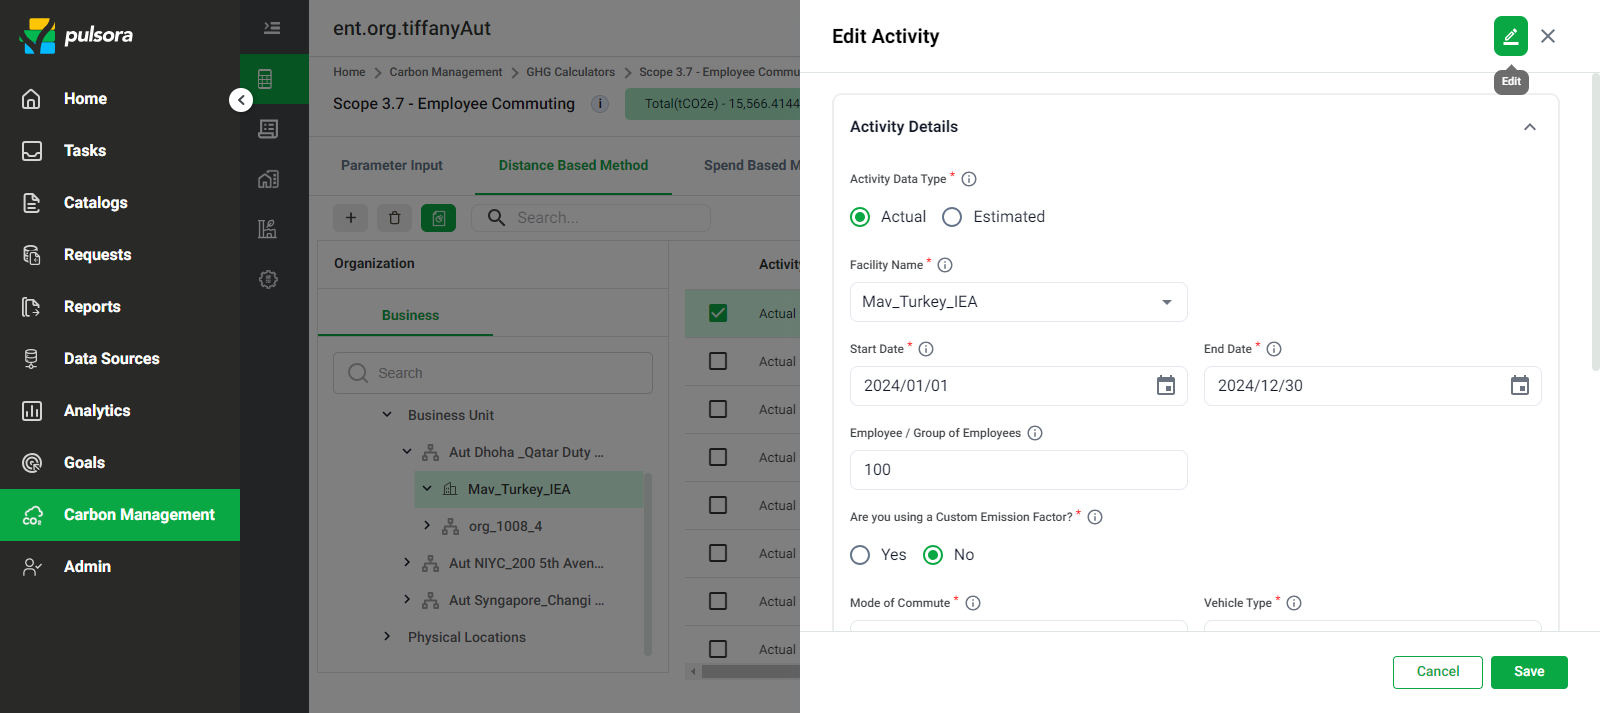 pulsora
Home
Tasks
Catalogs
Requests
Reports
Data Sources
Analytics
Goals
Carbon Management
Admin
ent.org.tiffanyAut
Home > Carbon Management > GHG Calculators > Scope 3.7 - Employee Commu
Scope 3.7 - Employee Commuting
Total(tCO2e) - 15,566.4144
Parameter Input
Distance Based Method
Spend Based M
Search...
Organization
Business
Search
Business Unit
Aut Dhoha _Qatar Duty ...
Mav_Turkey_IEA
org_1008_4
Aut NIYC_200 5th Aven...
Aut Syngapore_Changi ...
Physical Locations
Activity
Actual
Actual
Actual
Actual
Actual
Actual
Actual
Actual
Edit Activity
Edit
Activity Details
Activity Data Type *
Actual Estimated
Facility Name *
Mav_Turkey_IEA
Start Date * End Date *
2024/01/01 2024/12/30
Employee / Group of Employees
100
Are you using a Custom Emission Factor? *
Yes No
Mode of Commute * Vehicle Type *
Cancel Save